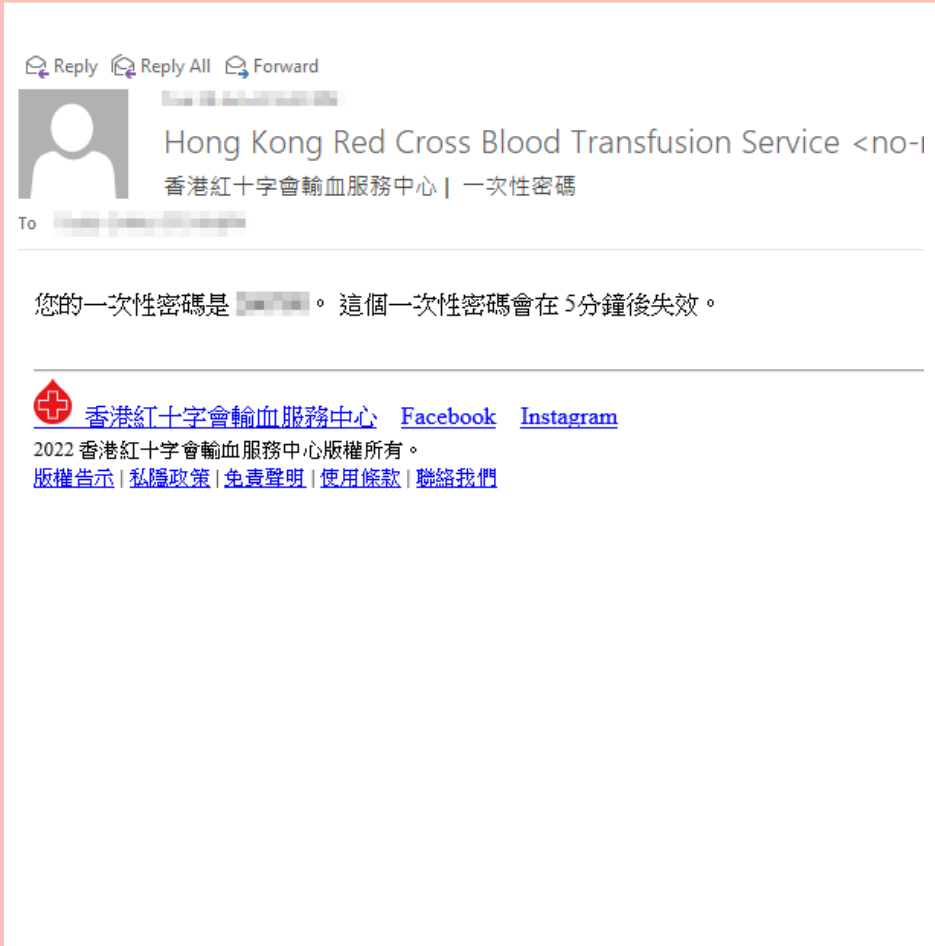 Reply Reply All Forward
Hong Kong Red Cross Blood Transfusion Service <no-
香港紅十字會輸血服務中心 | 一次性密碼
To
您的一次性密碼是 。 這個一次性密碼會在 5分鐘後失效。
香港紅十字會輸血服務中心 Facebook Instagram
2022 香港紅十字會輸血服務中心版權所有。
版權告示 | 私隱政策 | 免責聲明 | 使用條款 | 聯絡我們